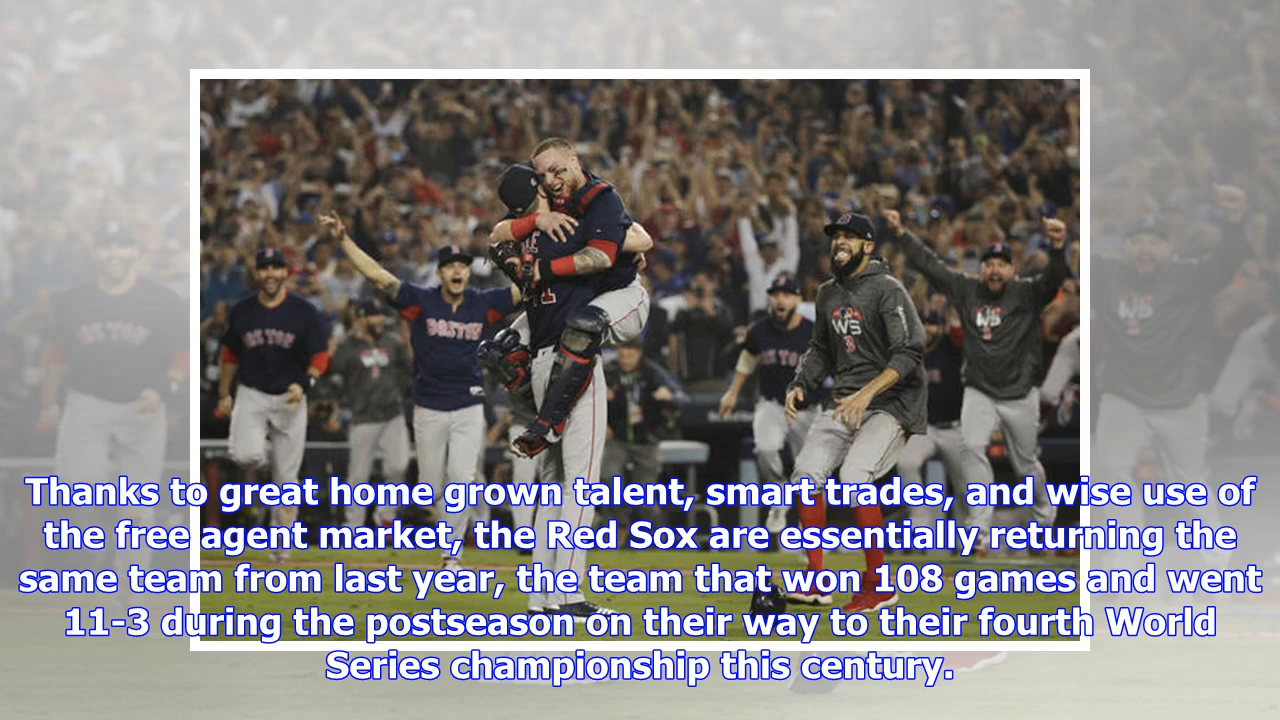 BOSTON
WS
Thanks to great home grown talent, smart trades, and wise use of
the free agent market, the Red Sox are essentially returning the
same team from last year, the team that won 108 games and went
11-3 during the postseason on their way to their fourth World
Series championship this century.